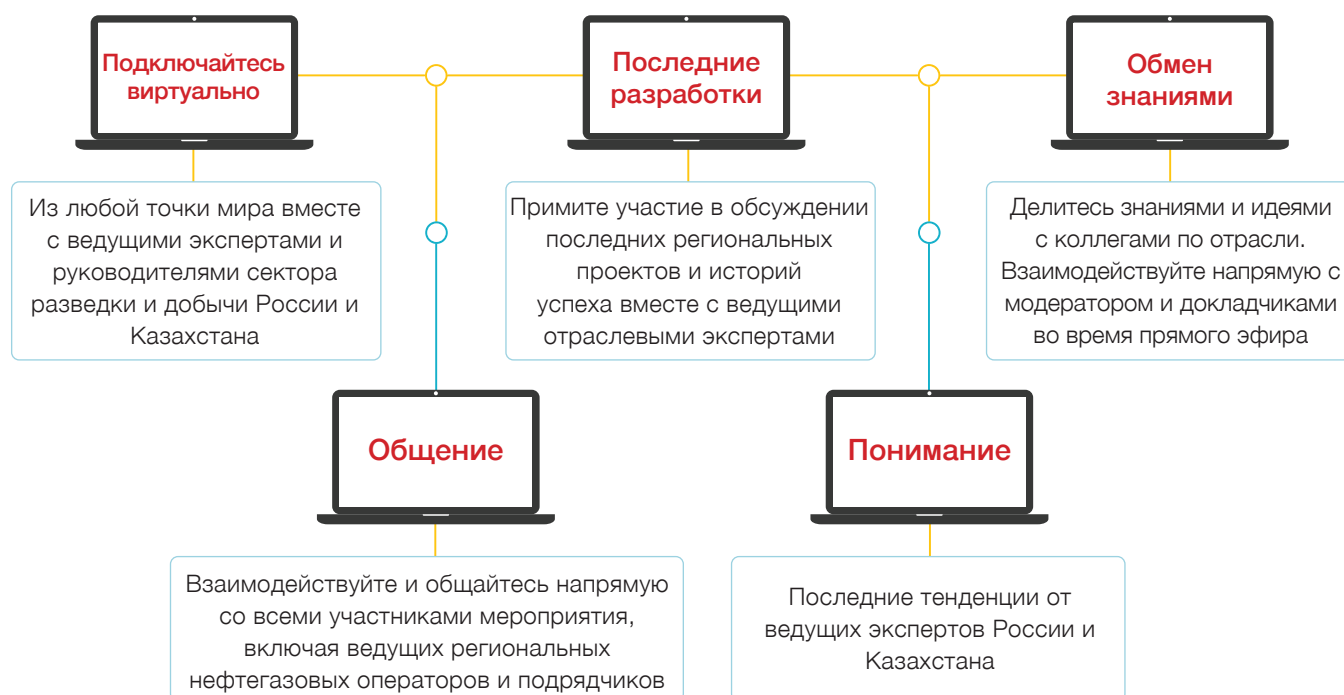 Подключайтесь
виртуально
Из любой точки мира вместе
с ведущими экспертами и
руководителями сектора
разведки и добычи России и
Казахстана
Последние
разработки
Примите участие в обсуждении
последних региональных
проектов и историй
успеха вместе с ведущими
отраслевыми экспертами
Обмен
знаниями
Делитесь знаниями и идеями
с коллегами по отрасли.
Взаимодействуйте напрямую с
модератором и докладчиками
во время прямого эфира
Общение
Взаимодействуйте и общайтесь напрямую
со всеми участниками мероприятия,
включая ведущих региональных
нефтегазовых операторов и подрядчиков
Понимание
Последние тенденции от
ведущих экспертов России и
Казахстана